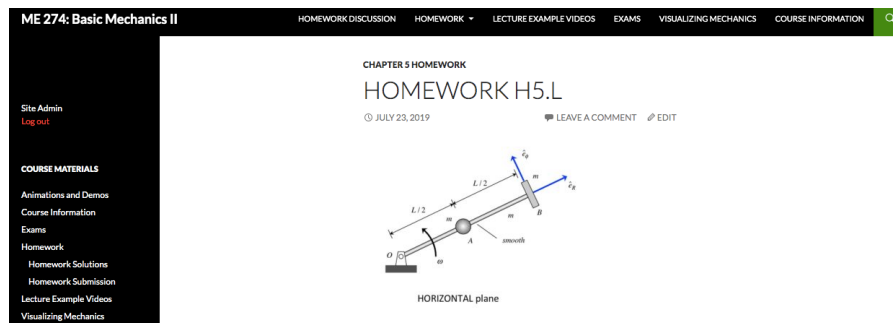 ME 274: Basic Mechanics II
HOMEWORK DISCUSSION HOMEWORK LECTURE EXAMPLE VIDEOS EXAMS VISUALIZING MECHANICS COURSE INFORMATION
Site Admin
Log out
COURSE MATERIALS
Animations and Demos
Course Information
Exams
Homework
Homework Solutions
Homework Submission
Lecture Example Videos
Visualizing Mechanics
CHAPTER 5 HOMEWORK
HOMEWORK H5.L
JULY 23, 2019 LEAVE A COMMENT EDIT
êφ
m
L/2
êR
L/2
m
m
B
A
smooth
O
ω
HORIZONTAL plane